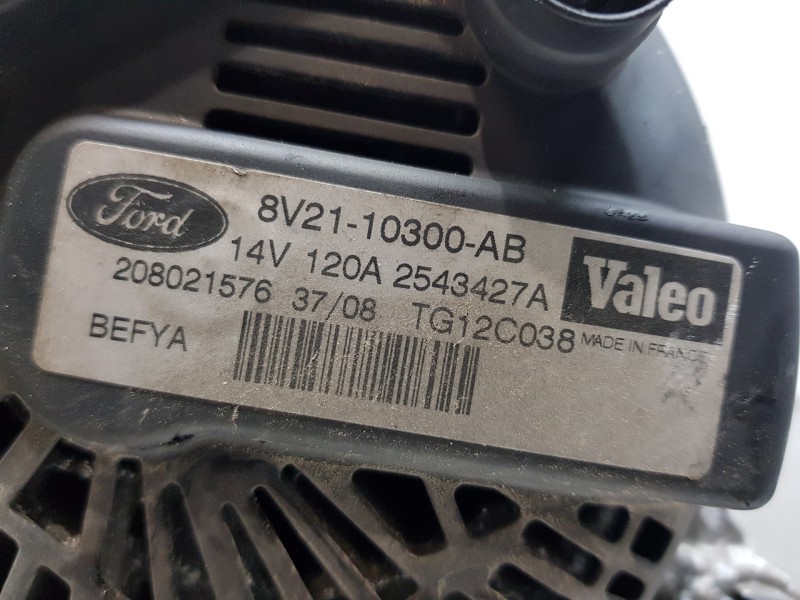 Ford
8V21-10300-AB
14V 120A 2543427A
208021576 37/08 TG12C038
BEFYA
Valeo
MADE IN FRANCE